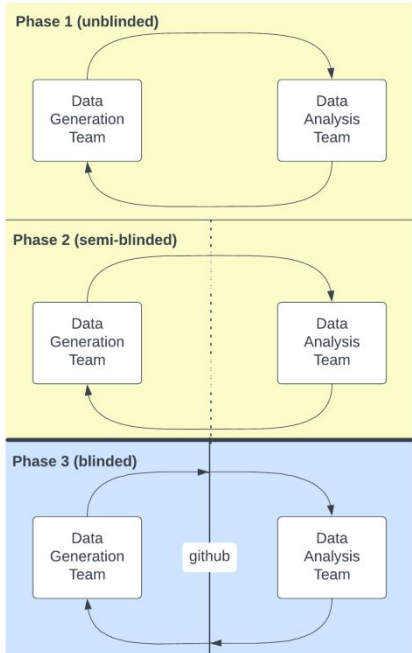 Phase 1 (unblinded)
Data
Generation
Team
Data
Analysis
Team
Phase 2 (semi-blinded)
Data
Generation
Team
Data
Analysis
Team
Phase 3 (blinded)
Data
Generation
Team
github
Data
Analysis
Team